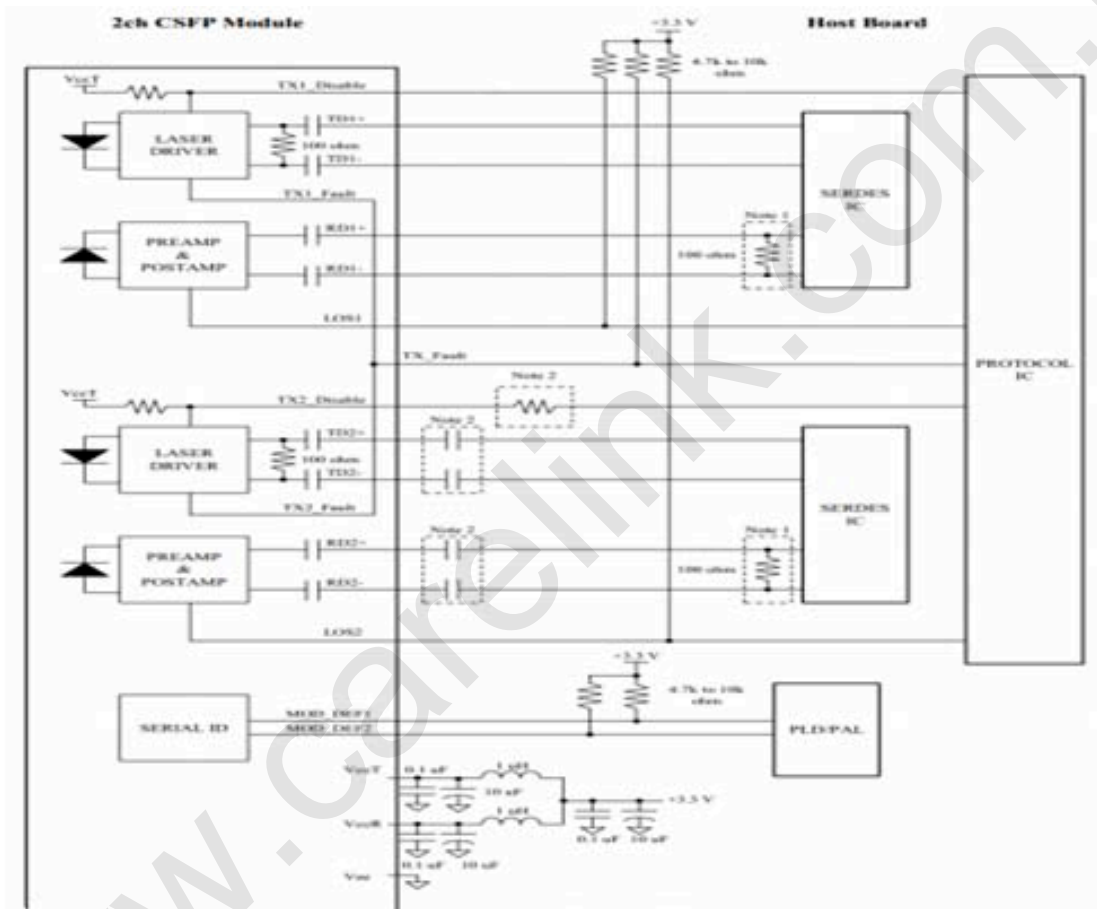 2ch CSFP Module
Host Board
+3.3 V
4.7k to 10k
ohm
VccT
TX1_Disable
LASER
DRIVER
TD1+
100 ohm
TD1-
TX1_Fault
SERDES
IC
PREAMP
&
POSTAMP
RD1+
RD1-
Note 1
100 ohm
LOS1
TX_Fault
PROTOCOL
IC
Note 2
VccT
TX2_Disable
Note 2
LASER
DRIVER
TD2+
100 ohm
TD2-
TX2_Fault
SERDES
IC
PREAMP
&
POSTAMP
RD2+
RD2-
Note 2
Note 1
100 ohm
LOS2
+3.3 V
4.7k to 10k
ohm
SERIAL ID
MOD_DEF1
MOD_DEF2
PLD/PAL
VccT
0.1 uF
10 uF
1 uH
+3.3 V
1 uH
VccR
0.1 uF
10 uF
0.1 uF
10 uF
www.carelink.com.